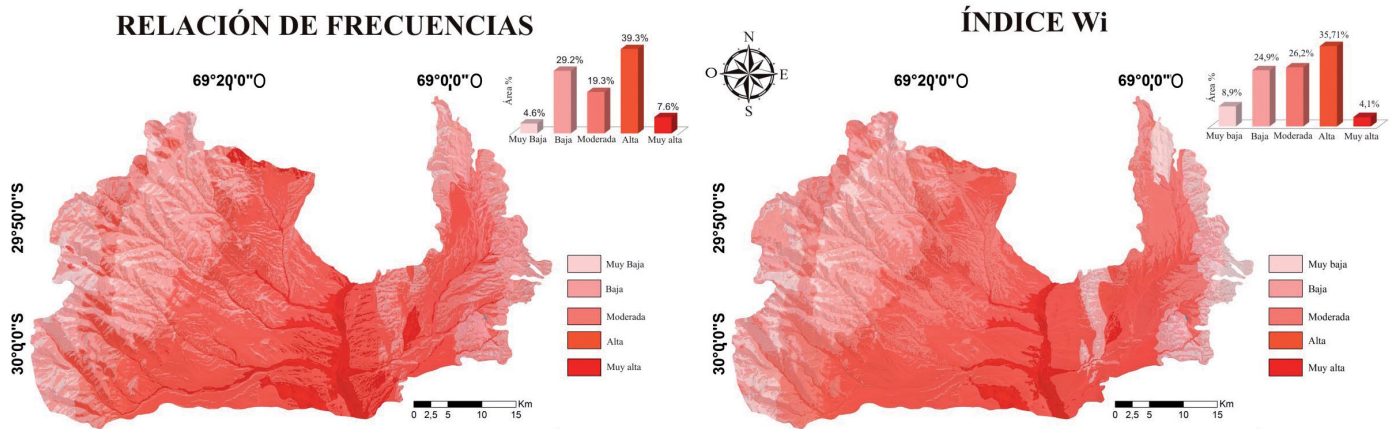 RELACIÓN DE FRECUENCIAS
Área %
4.6%
29.2%
19.3%
39.3%
7.6%
Muy Baja
Baja
Moderada
Alta
Muy alta
69°20'0"O
69°0'0"O
29°50'0"S
30°0'0"S
Muy Baja
Baja
Moderada
Alta
Muy alta
0 2,5 5 10 15 Km
N
O
E
S
ÍNDICE Wi
Área %
8,9%
24,9%
26,2%
35,71%
4,1%
Muy baja
Baja
Moderada
Alta
Muy alta
69°20'0"O
69°0'0"O
29°50'0"S
30°0'0"S
Muy baja
Baja
Moderada
Alta
Muy alta
0 2,5 5 10 15 Km